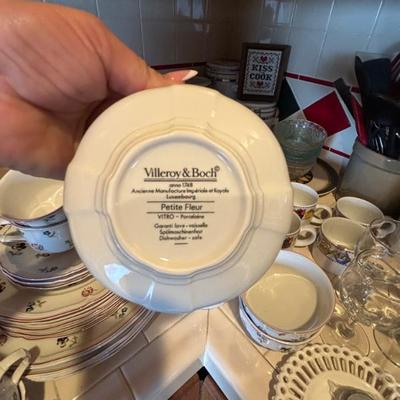 KISS
THE
COOK
Villeroy & Boch®
anno 1748
Ancienne Manufacture Impériale et Royale
Luxembourg
Petite Fleur
VITRO - Porzellan
Garanti lave - vaisselle
Spülmaschinenfest
Dishwasher - safe